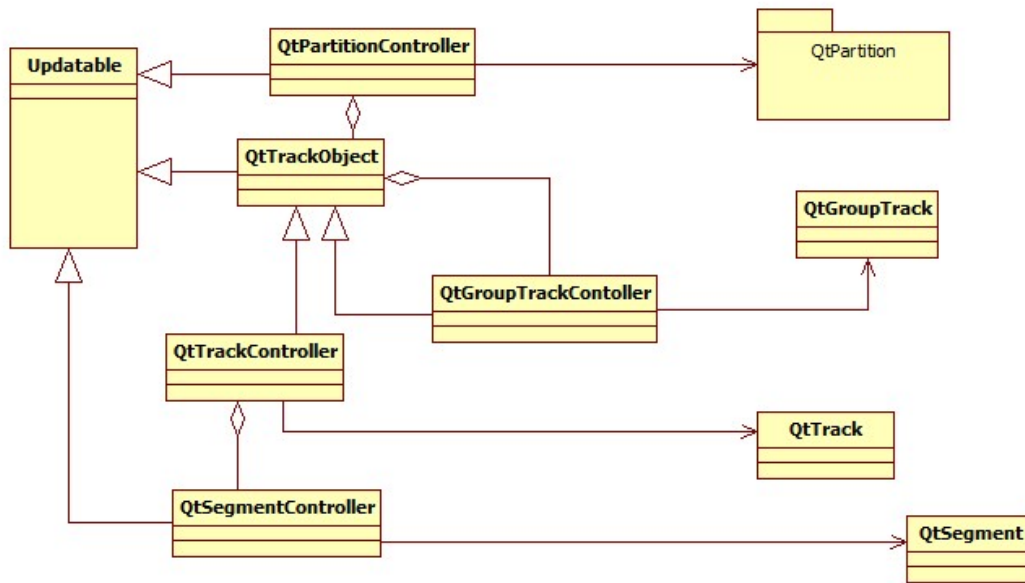 QtPartitionController
Updatable
QtPartition
QtTrackObject
QtGroupTrack
QtGroupTrackContoller
QtTrackController
QtTrack
QtSegmentController
QtSegment